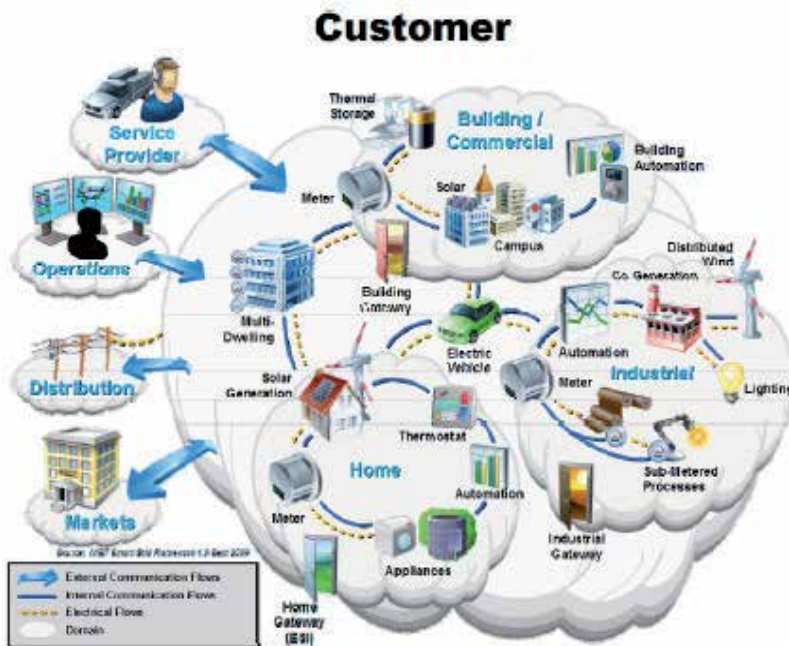 Customer
Service
Provider
Operations
Distribution
Markets
Thermal
Storage
Building /
Commercial
Building
Automation
Meter
Solar
Campus
Multi-
Dwelling
Building
Gateway
Electric
Vehicle
Distributed
Wind
Co Generation
Automation
Industrial
Meter
Lighting
Sub-Metered
Processes
Industrial
Gateway
Solar
Generation
Thermostat
Home
Automation
Meter
Appliances
Home
Gateway
(ESI)
External Communication Flows
Internal Communication Flows
Electrical Flows
Domain